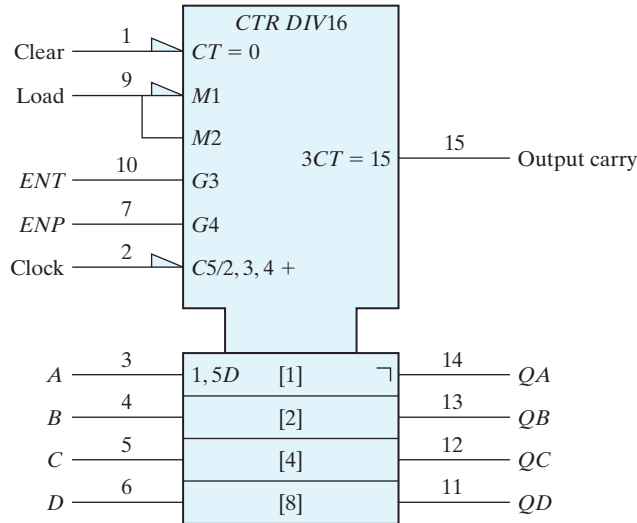 CTR DIV16
1
Clear
CT = 0
9
Load
M1
M2
3CT = 15
15
Output carry
10
ENT
G3
7
ENP
G4
2
Clock
C5/2, 3, 4 +
3
A
1, 5D
[1]
14
QA
4
B
[2]
13
QB
5
C
[4]
12
QC
6
D
[8]
11
QD